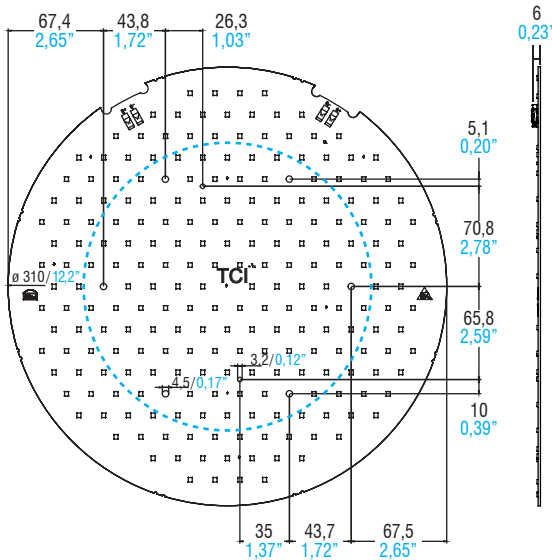 67,4 43,8 26,3 6
2,65” 1,72” 1,03” 0,23”
5,1
0,20”
70,8
2,78”
TCI
ø 310/12,2”
65,8
2,59”
3,2/0,12”
4,5/0,17”
10
0,39”
35 43,7 67,5
1,37” 1,72” 2,65”